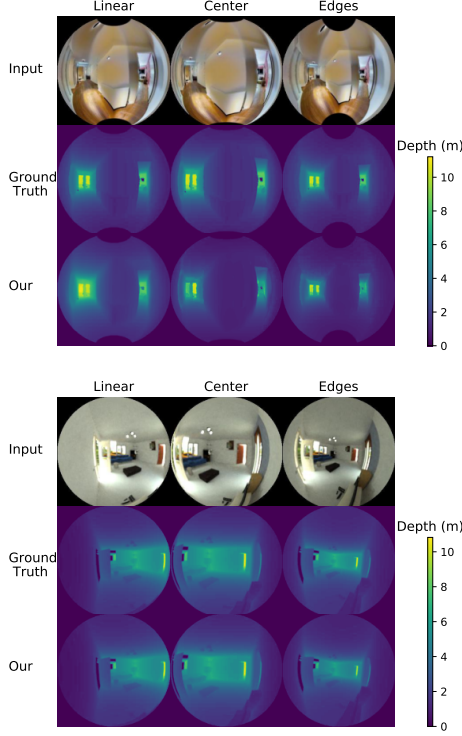 Linear Center Edges
Input
Depth (m)
Ground
Truth
10
8
6
4
2
0
Our
Linear Center Edges
Input
Depth (m)
Ground
Truth
10
8
6
4
2
0
Our